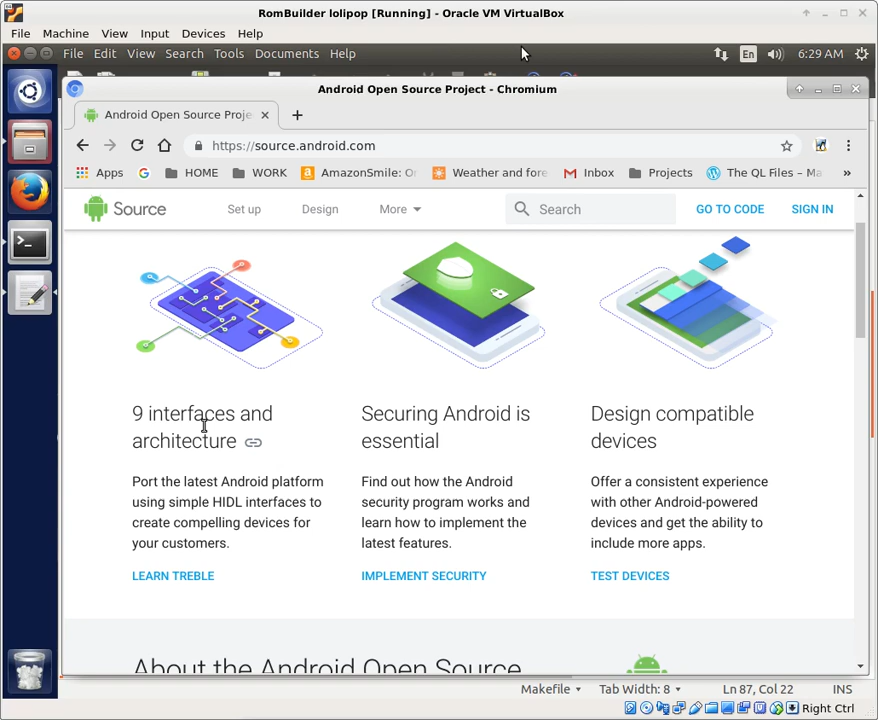 RomBuilder lolipop [Running] - Oracle VM VirtualBox
File Machine View Input Devices Help
File Edit View Search Tools Documents Help
En 6:29 AM
Android Open Source Project - Chromium
Android Open Source Proje
https://source.android.com
Apps HOME WORK AmazonSmile: O Weather and fore Inbox Projects The QL Files – Ma »
Source Set up Design More Search GO TO CODE SIGN IN
9 interfaces and
architecture
Port the latest Android platform
using simple HIDL interfaces to
create compelling devices for
your customers.
LEARN TREBLE
Securing Android is
essential
Find out how the Android
security program works and
learn how to implement the
latest features.
IMPLEMENT SECURITY
Design compatible
devices
Offer a consistent experience
with other Android-powered
devices and get the ability to
include more apps.
TEST DEVICES
About the Android Open Source
Makefile Tab Width: 8 Ln 87, Col 22 INS
Right Ctrl